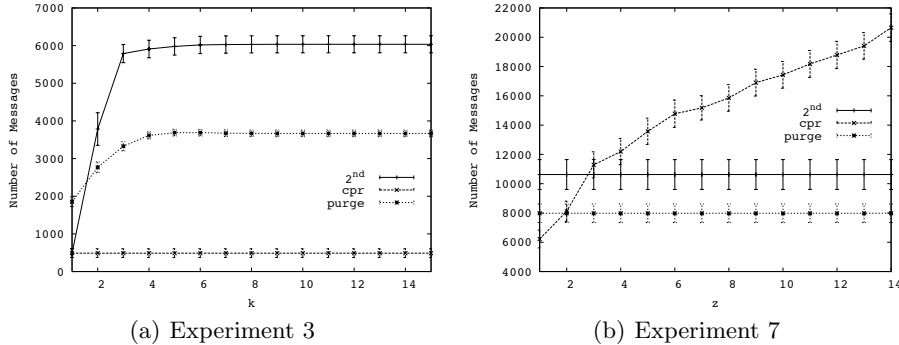 Number of Messages
7000
6000
5000
4000
3000
2000
1000
0
2 4 6 8 10 12 14
k
2nd
cpr
purge
(a) Experiment 3
Number of Messages
22000
20000
18000
16000
14000
12000
10000
8000
6000
4000
2 4 6 8 10 12 14
z
2nd
cpr
purge
(b) Experiment 7